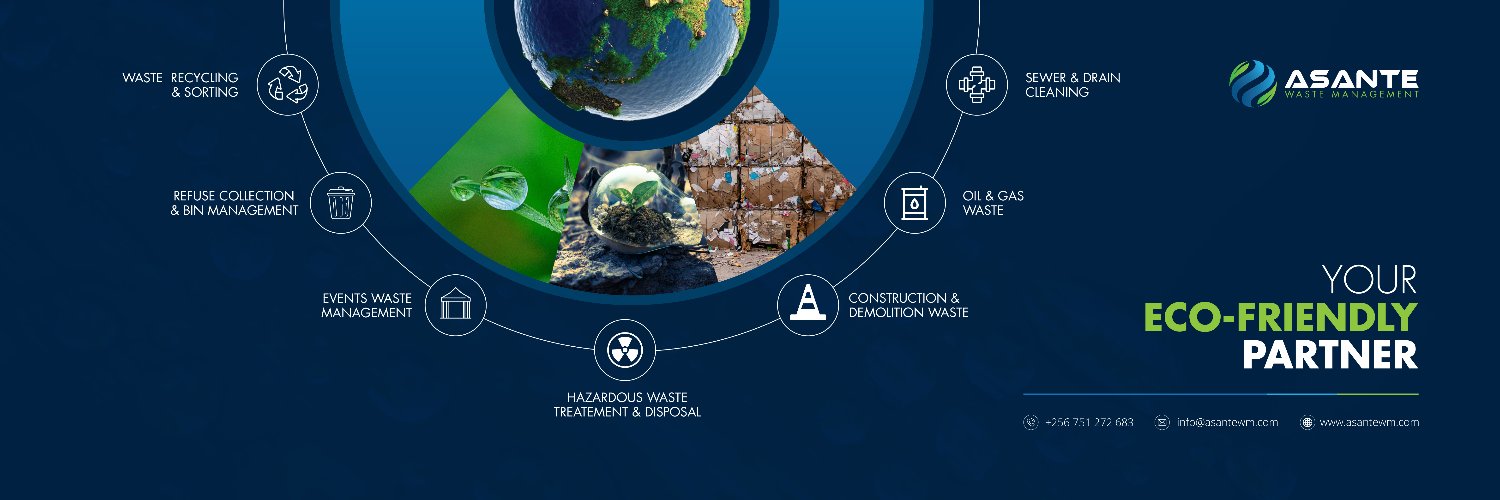 WASTE RECYCLING
& SORTING
REFUSE COLLECTION
& BIN MANAGEMENT
EVENTS WASTE
MANAGEMENT
HAZARDOUS WASTE
TREATEMENT & DISPOSAL
CONSTRUCTION &
DEMOLITION WASTE
OIL & GAS
WASTE
SEWER & DRAIN
CLEANING
ASANTE
WASTE MANAGEMENT
YOUR
ECO-FRIENDLY
PARTNER
+256 751 272 683 info@asantewm.com www.asantewm.com